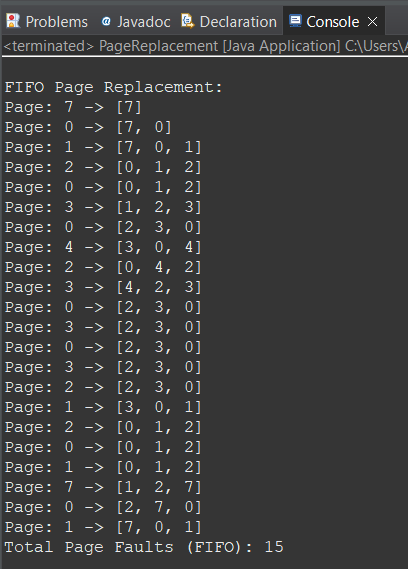 Problems @ Javadoc Declaration Console
<terminated> PageReplacement [Java Application] C:\Users\
FIFO Page Replacement:
Page: 7 -> [7]
Page: 0 -> [7, 0]
Page: 1 -> [7, 0, 1]
Page: 2 -> [0, 1, 2]
Page: 0 -> [0, 1, 2]
Page: 3 -> [1, 2, 3]
Page: 0 -> [2, 3, 0]
Page: 4 -> [3, 0, 4]
Page: 2 -> [0, 4, 2]
Page: 3 -> [4, 2, 3]
Page: 0 -> [2, 3, 0]
Page: 3 -> [2, 3, 0]
Page: 0 -> [2, 3, 0]
Page: 3 -> [2, 3, 0]
Page: 2 -> [2, 3, 0]
Page: 1 -> [3, 0, 1]
Page: 2 -> [0, 1, 2]
Page: 0 -> [0, 1, 2]
Page: 1 -> [0, 1, 2]
Page: 7 -> [1, 2, 7]
Page: 0 -> [2, 7, 0]
Page: 1 -> [7, 0, 1]
Total Page Faults (FIFO): 15